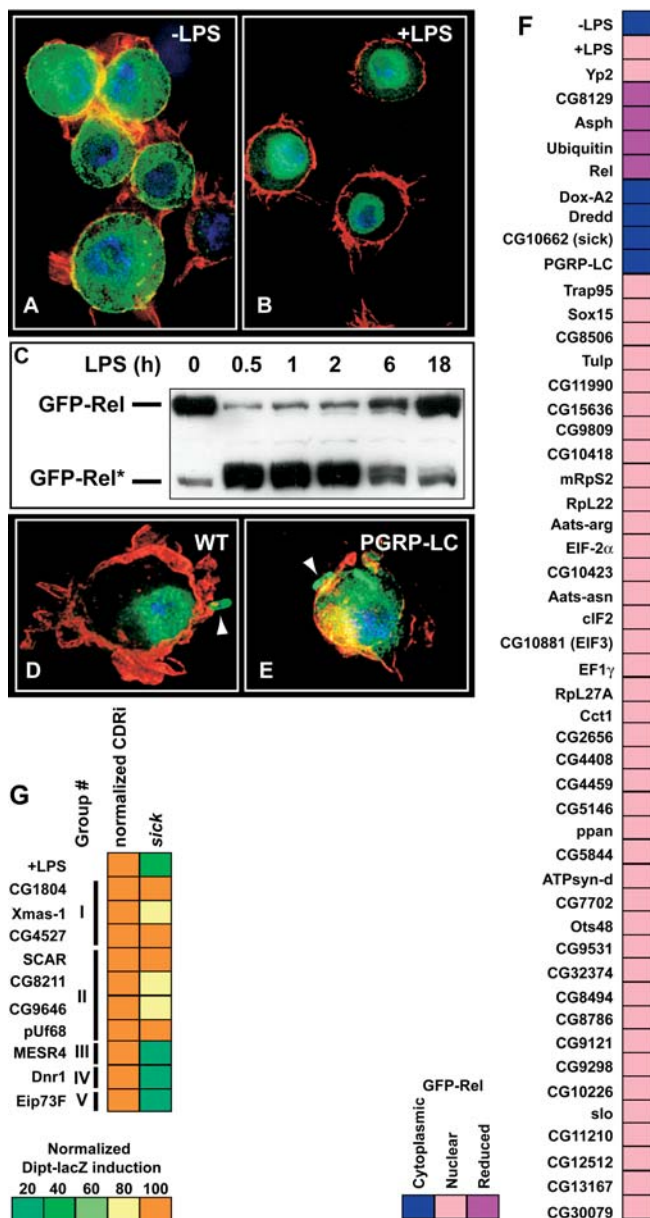 -LPS
+LPS
A
B
C
LPS (h) 0 0.5 1 2 6 18
GFP-Rel
GFP-Rel*
WT
PGRP-LC
D
E
F
-LPS
+LPS
Yp2
CG8129
Asph
Ubiquitin
Rel
Dox-A2
Dredd
CG10662 (sick)
PGRP-LC
Trap95
Sox15
CG8506
Tulp
CG11990
CG15636
CG9809
CG10418
mRpS2
RpL22
Aats-arg
EIF-2α
CG10423
Aats-asn
cIF2
CG10881 (EIF3)
EF1γ
RpL27A
Cct1
CG2656
CG4408
CG4459
CG5146
ppan
CG5844
ATPsyn-d
CG7702
Ots48
CG9531
CG32374
CG8494
CG8786
CG9121
CG9298
CG10226
slo
CG11210
CG12512
CG13167
CG30079
G
Group #
normalized CDRi
sick
+LPS
CG1804
Xmas-1
CG4527
I
SCAR
CG8211
CG9646
pUf68
II
MESR4 III
Dnr1 IV
Eip73F V
Normalized
Dipt-lacZ induction
20 40 60 80 100
GFP-Rel
Cytoplasmic
Nuclear
Reduced